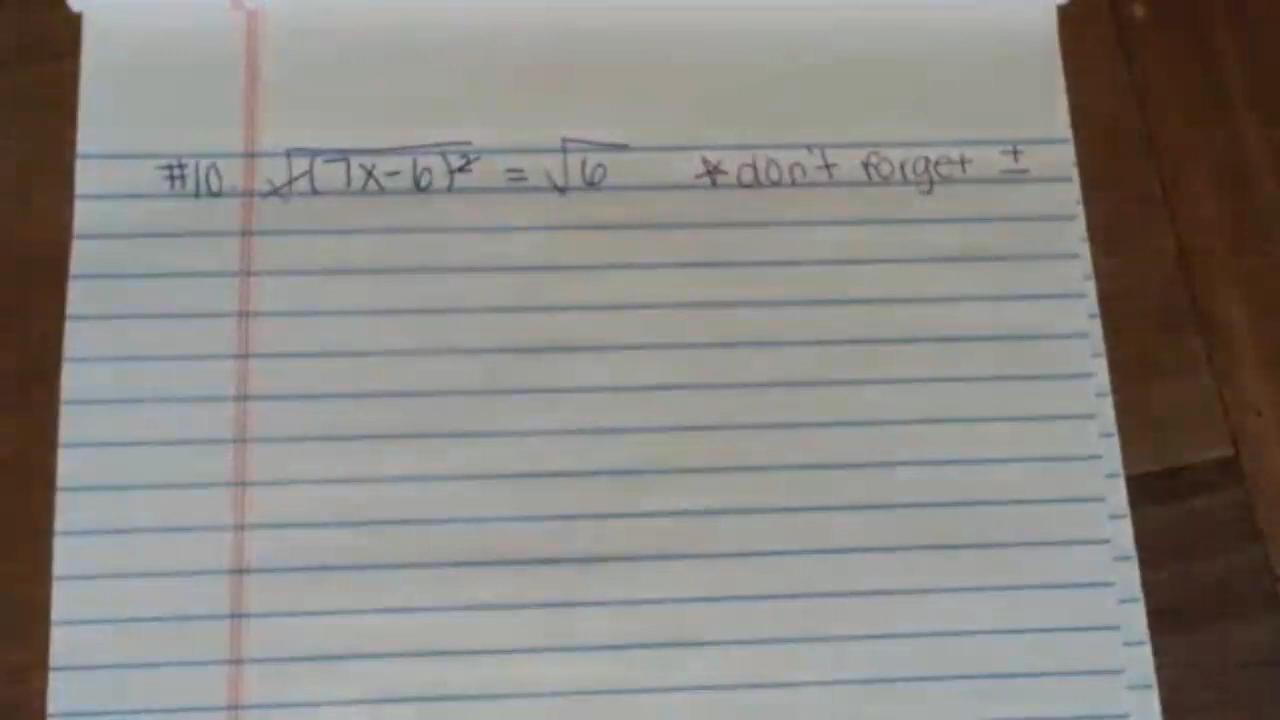 #10 √(7x-6)² = √6 *don't forget ±